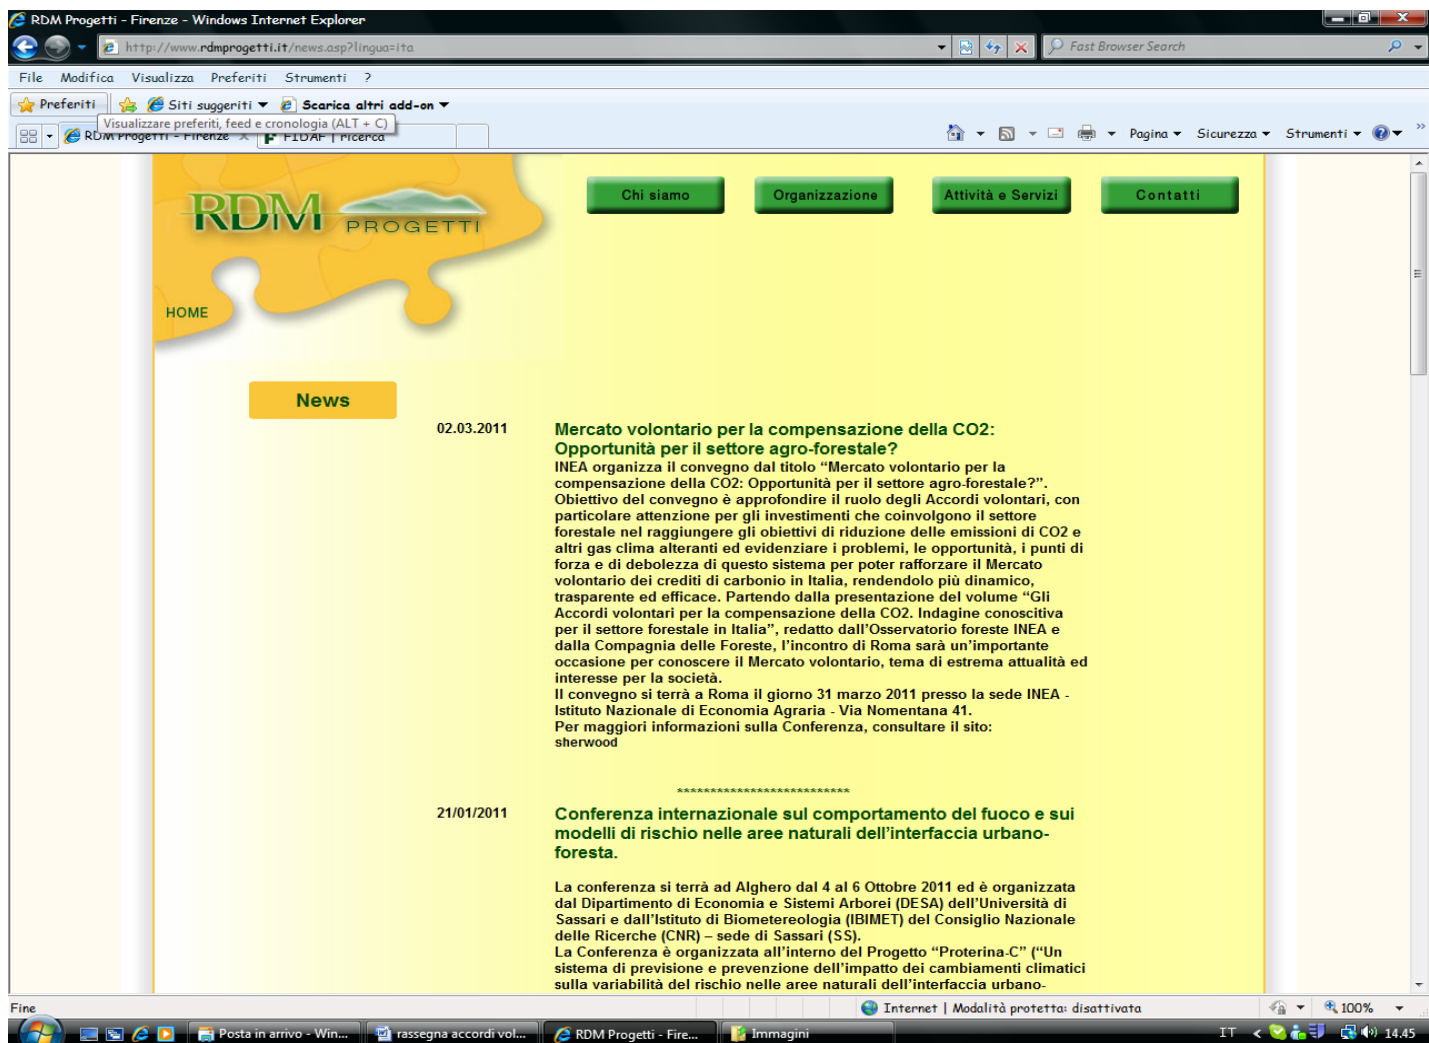 RDM Progetti - Firenze - Windows Internet Explorer
http://www.rdmprogetti.it/news.asp?lingua=ita
Fast Browser Search
File Modifica Visualizza Preferiti Strumenti ?
Preferiti Siti suggeriti Scarica altri add-on
Visualizzare preferiti, feed e cronologia (ALT + C)
RDM Progetti - Firenze FIDAF | ricerca Pagina Sicurezza Strumenti
Chi siamo Organizzazione Attività e Servizi Contatti
RDM PROGETTI
HOME
News
02.03.2011
Mercato volontario per la compensazione della CO2:
Opportunità per il settore agro-forestale?
INEA organizza il convegno dal titolo “Mercato volontario per la
compensazione della CO2: Opportunità per il settore agro-forestale?”.
Obiettivo del convegno è approfondire il ruolo degli Accordi volontari, con
particolare attenzione per gli investimenti che coinvolgono il settore
forestale nel raggiungere gli obiettivi di riduzione delle emissioni di CO2 e
altri gas clima alteranti ed evidenziare i problemi, le opportunità, i punti di
forza e di debolezza di questo sistema per poter rafforzare il Mercato
volontario dei crediti di carbonio in Italia, rendendolo più dinamico,
trasparente ed efficace. Partendo dalla presentazione del volume “Gli
Accordi volontari per la compensazione della CO2. Indagine conoscitiva
per il settore forestale in Italia”, redatto dall’Osservatorio foreste INEA e
dalla Compagnia delle Foreste, l’incontro di Roma sarà un’importante
occasione per conoscere il Mercato volontario, tema di estrema attualità ed
interesse per la società.
Il convegno si terrà a Roma il giorno 31 marzo 2011 presso la sede INEA -
Istituto Nazionale di Economia Agraria - Via Nomentana 41.
Per maggiori informazioni sulla Conferenza, consultare il sito:
sherwood
**************************
21/01/2011
Conferenza internazionale sul comportamento del fuoco e sui
modelli di rischio nelle aree naturali dell’interfaccia urbano-
foresta.
La conferenza si terrà ad Alghero dal 4 al 6 Ottobre 2011 ed è organizzata
dal Dipartimento di Economia e Sistemi Arborei (DESA) dell’Università di
Sassari e dall’Istituto di Biometereologia (IBIMET) del Consiglio Nazionale
delle Ricerche (CNR) – sede di Sassari (SS).
La Conferenza è organizzata all’interno del Progetto “Proterina-C” (“Un
sistema di previsione e prevenzione dell’impatto dei cambiamenti climatici
sulla variabilità del rischio nelle aree naturali dell’interfaccia urbano-
Fine Internet | Modalità protetta: disattivata 100%
Posta in arrivo - Win... rassegna accordi vol... RDM Progetti - Fire... Immagini IT 14.45